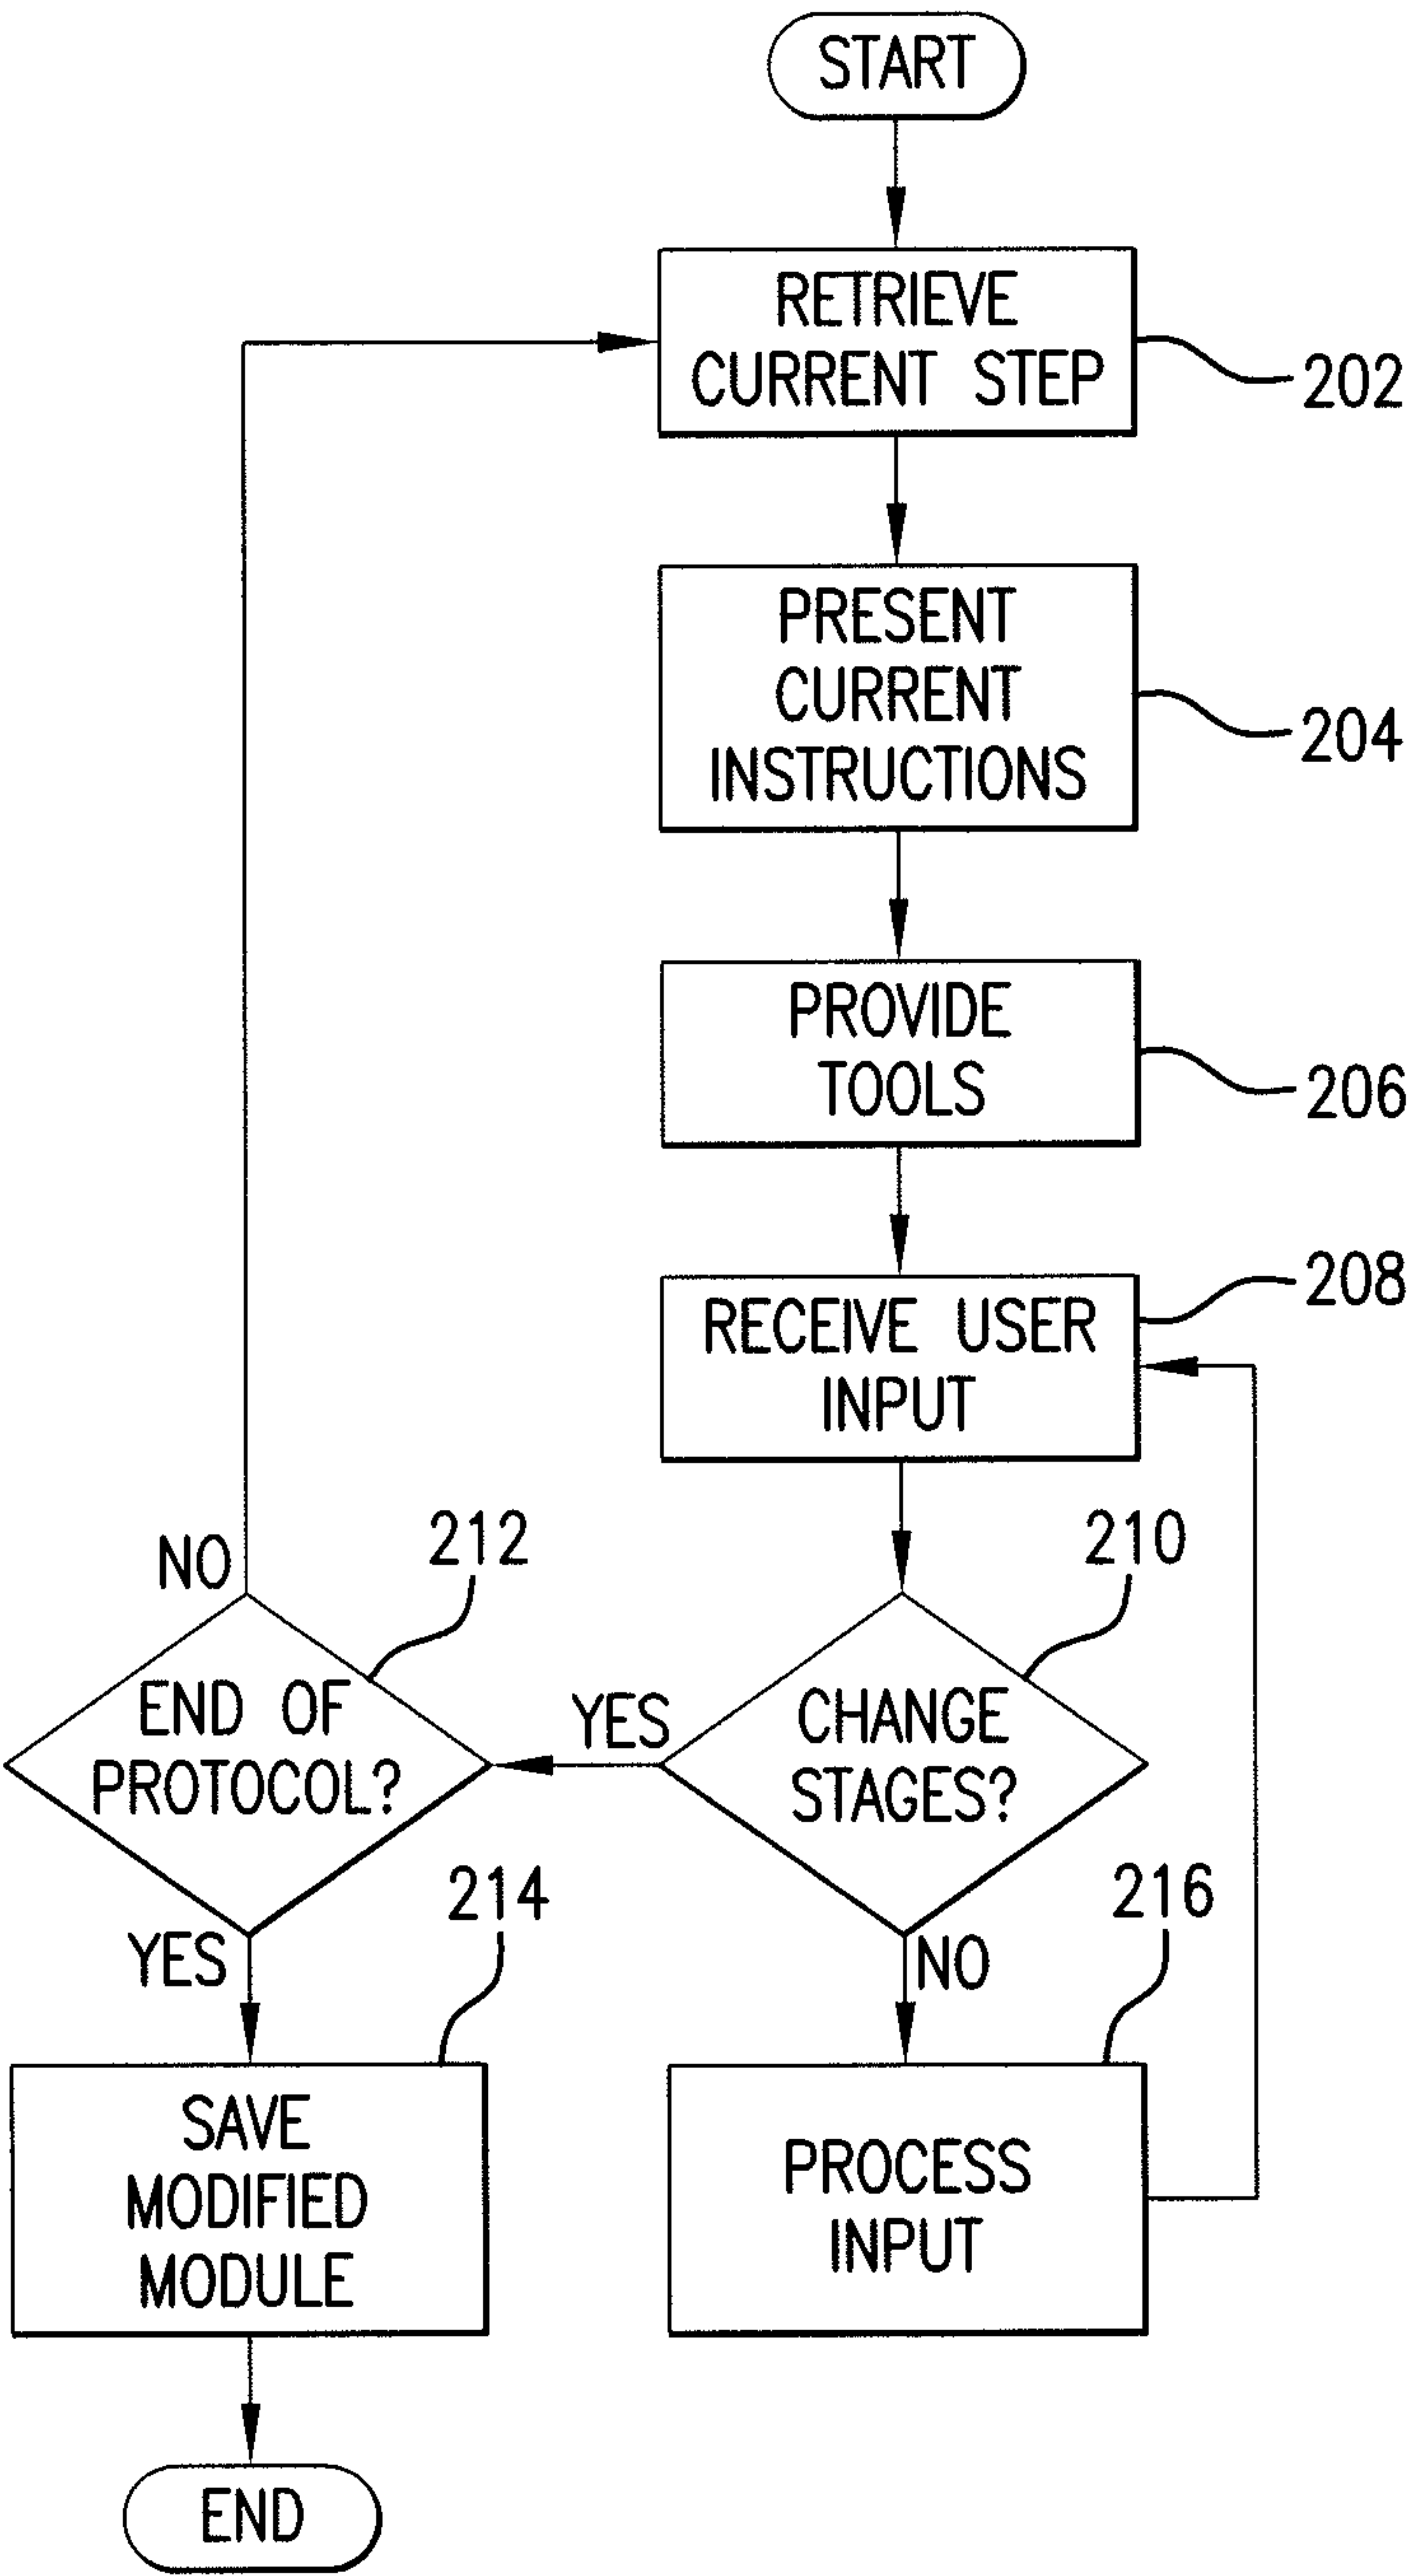 START
RETRIEVE
CURRENT STEP
202
PRESENT
CURRENT
INSTRUCTIONS
204
PROVIDE
TOOLS
206
RECEIVE USER
INPUT
208
CHANGE
STAGES?
210
YES
NO
END OF
PROTOCOL?
212
NO
YES
SAVE
MODIFIED
MODULE
214
PROCESS
INPUT
216
END